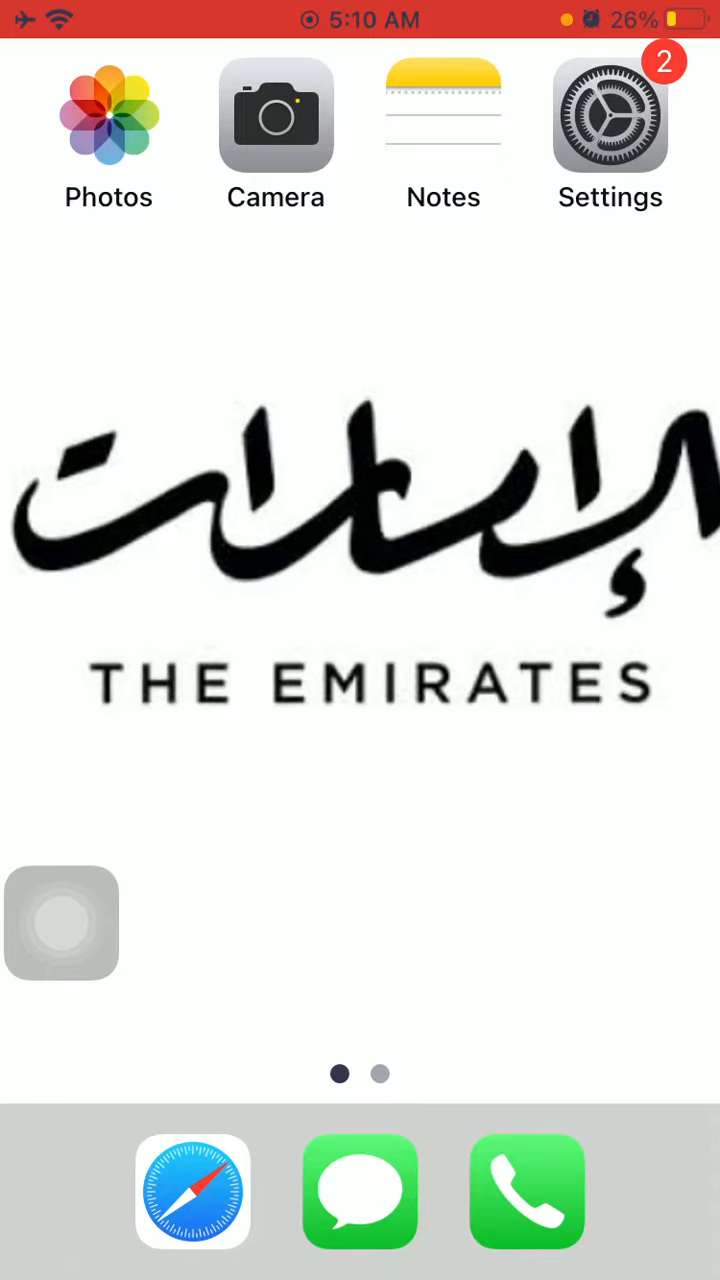 5:10 AM 26%
2
Photos Camera Notes Settings
الإمارات
THE EMIRATES